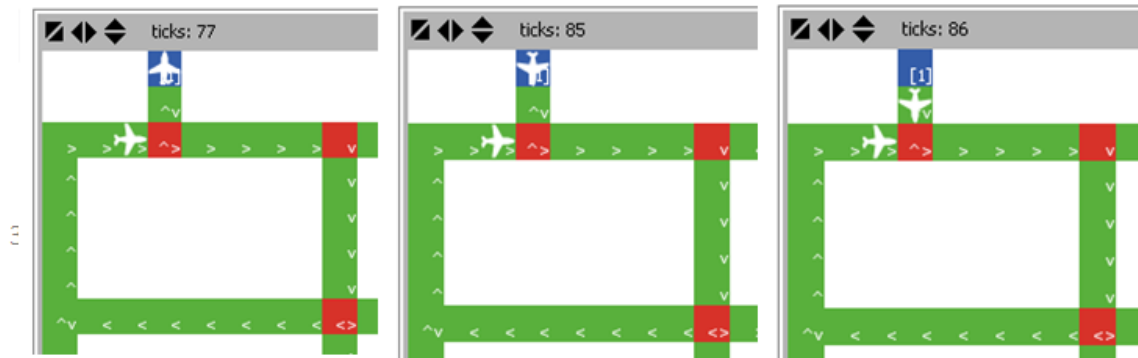 ticks: 77
ticks: 85
ticks: 86
1]
1]
[1]
^v
^v
v
> > > ^> > > > > v
> > > ^> > > > > v
> > > ^> > > > > v
^ v
^ v
^ v
^ v
^ v
^ v
^ v
^ v
^ v
^ v
^ v
^ v
^v < < < < < < < <>
^v < < < < < < < <>
^v < < < < < < < <>